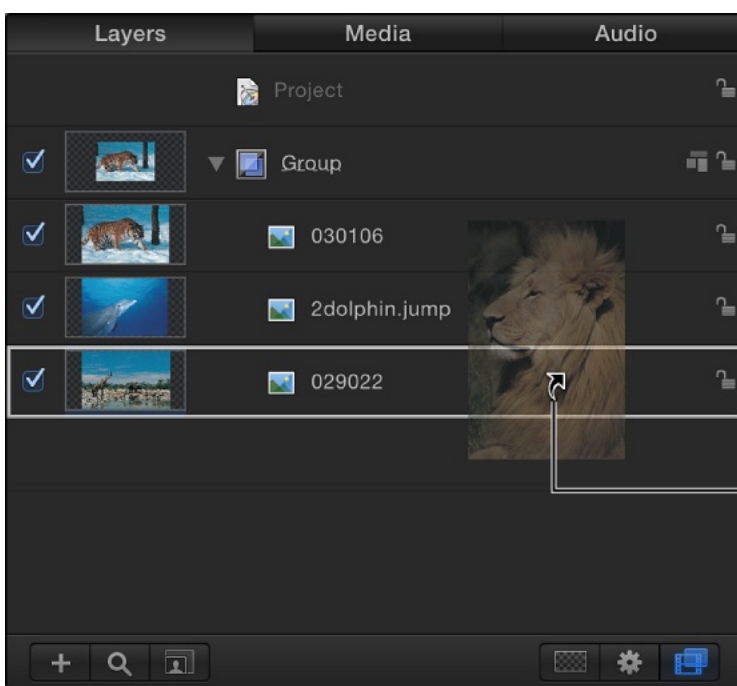 Layers Media Audio
Project
Group
030106
2dolphin.jump
029022